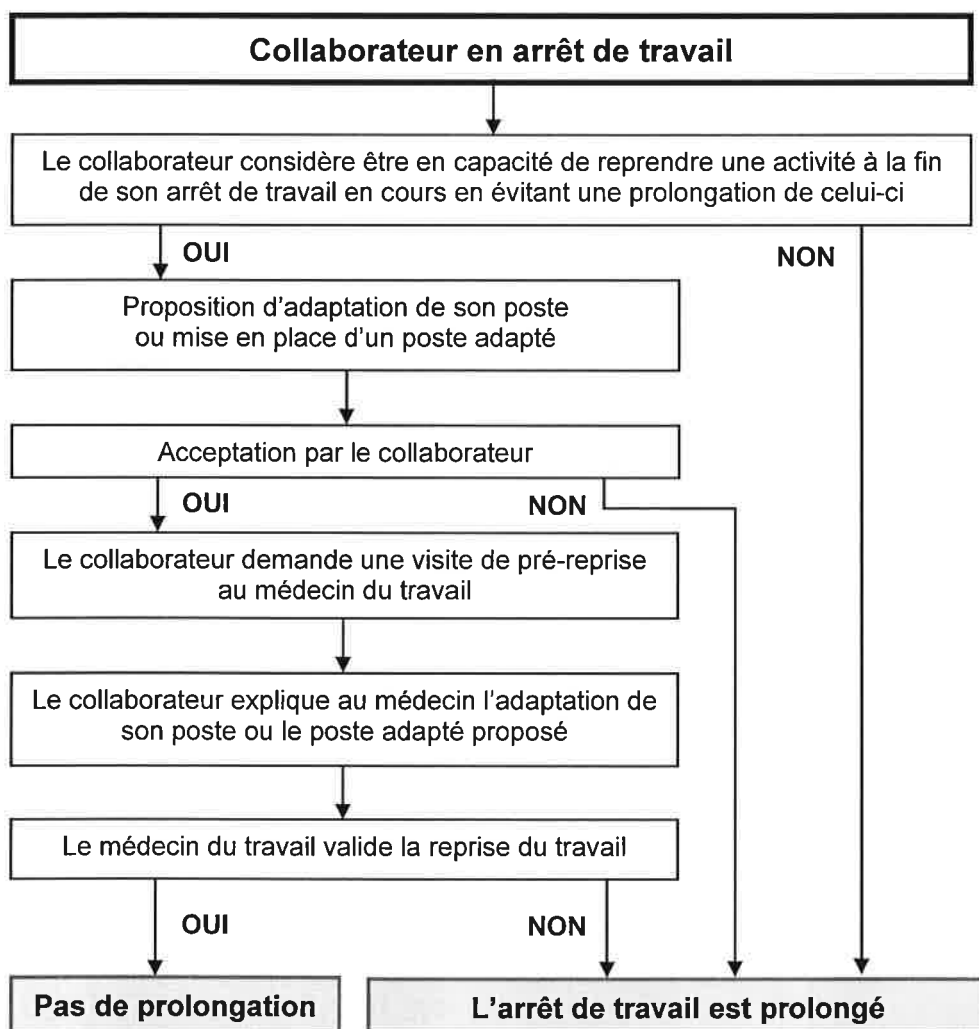 Collaborateur en arrêt de travail
Le collaborateur considère être en capacité de reprendre une activité à la fin
de son arrêt de travail en cours en évitant une prolongation de celui-ci
OUI
NON
Proposition d'adaptation de son poste
ou mise en place d'un poste adapté
Acceptation par le collaborateur
OUI
NON
Le collaborateur demande une visite de pré-reprise
au médecin du travail
Le collaborateur explique au médecin l'adaptation de
son poste ou le poste adapté proposé
Le médecin du travail valide la reprise du travail
OUI
NON
Pas de prolongation
L'arrêt de travail est prolongé